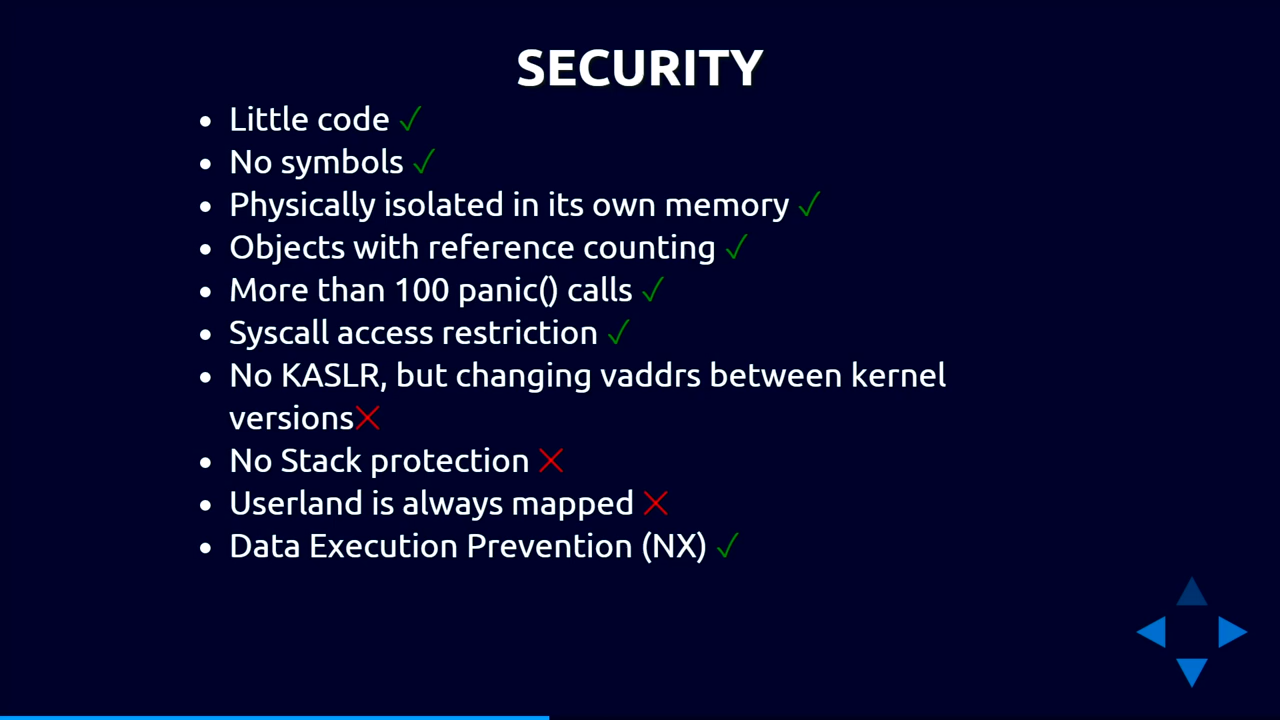 SECURITY
• Little code ✓
• No symbols ✓
• Physically isolated in its own memory ✓
• Objects with reference counting ✓
• More than 100 panic() calls ✓
• Syscall access restriction ✓
• No KASLR, but changing vaddrs between kernel
versions✕
• No Stack protection ✕
• Userland is always mapped ✕
• Data Execution Prevention (NX) ✓